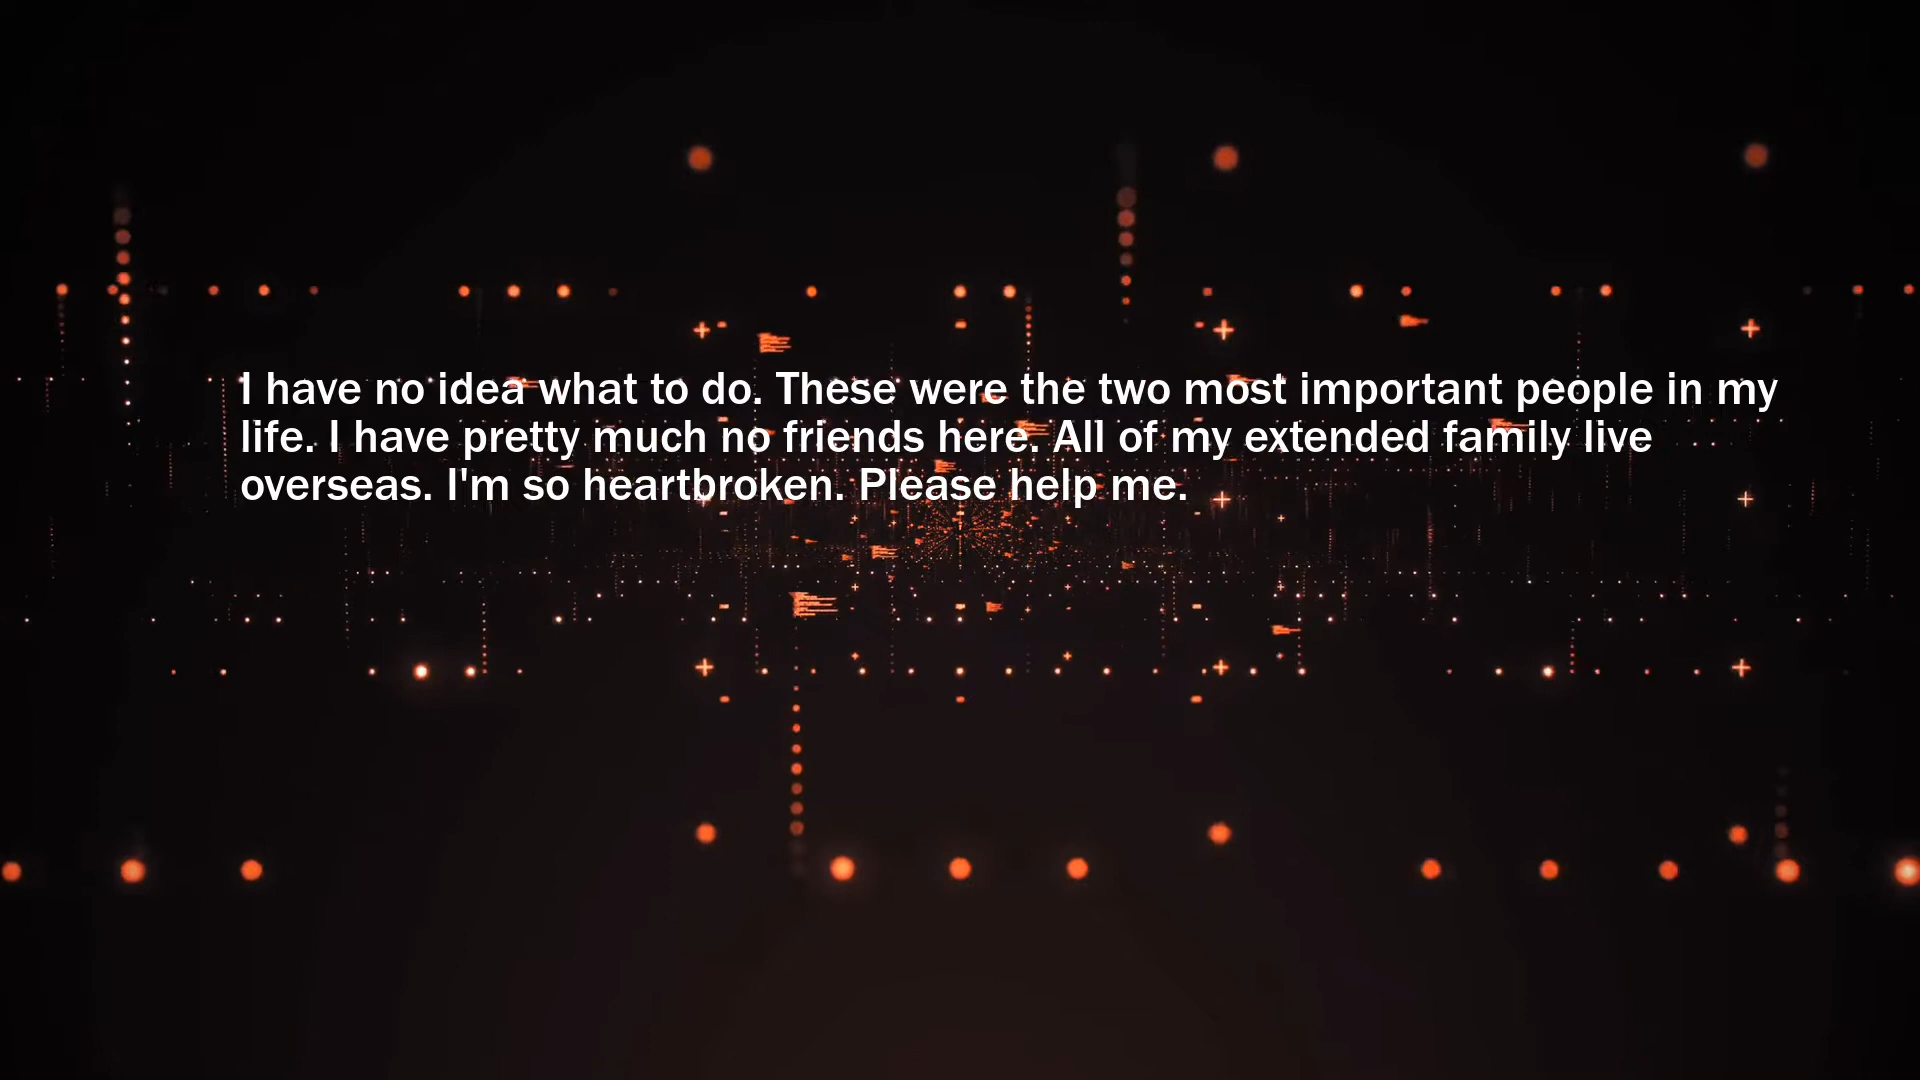 I have no idea what to do. These were the two most important people in my
life. I have pretty much no friends here. All of my extended family live
overseas. I'm so heartbroken. Please help me.